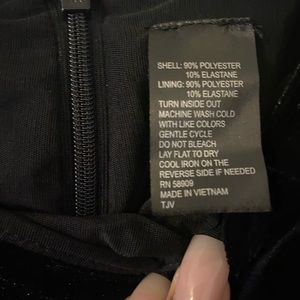 SHELL: 90% POLYESTER
10% ELASTANE
LINING: 90% POLYESTER
10% ELASTANE
TURN INSIDE OUT
MACHINE WASH COLD
WITH LIKE COLORS
GENTLE CYCLE
DO NOT BLEACH
LAY FLAT TO DRY
COOL IRON ON THE
REVERSE SIDE IF NEEDED
RN 58909
MADE IN VIETNAM
TJV